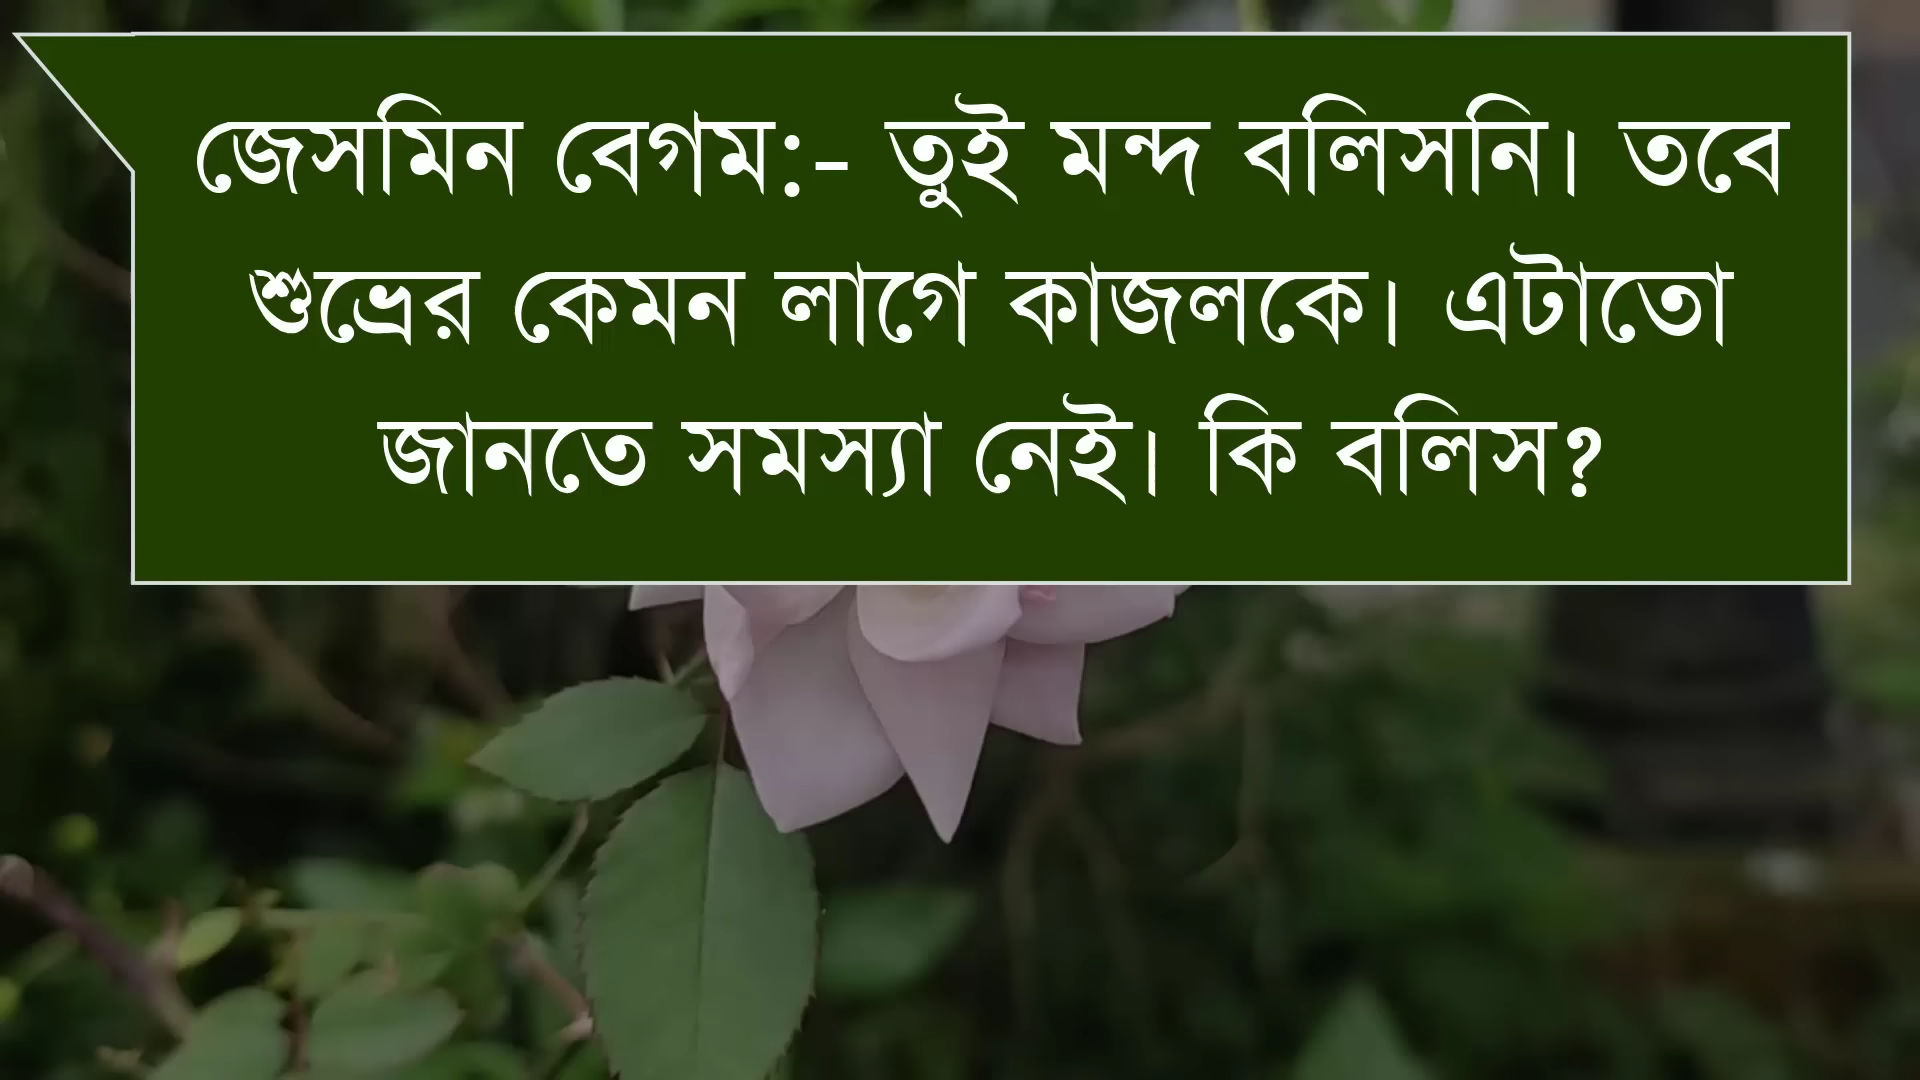 জেসমিন বেগম:- তুই মন্দ বলিসনি। তবে
শুভ্রের কেমন লাগে কাজলকে। এটাতো
জানতে সমস্যা নেই। কি বলিস?